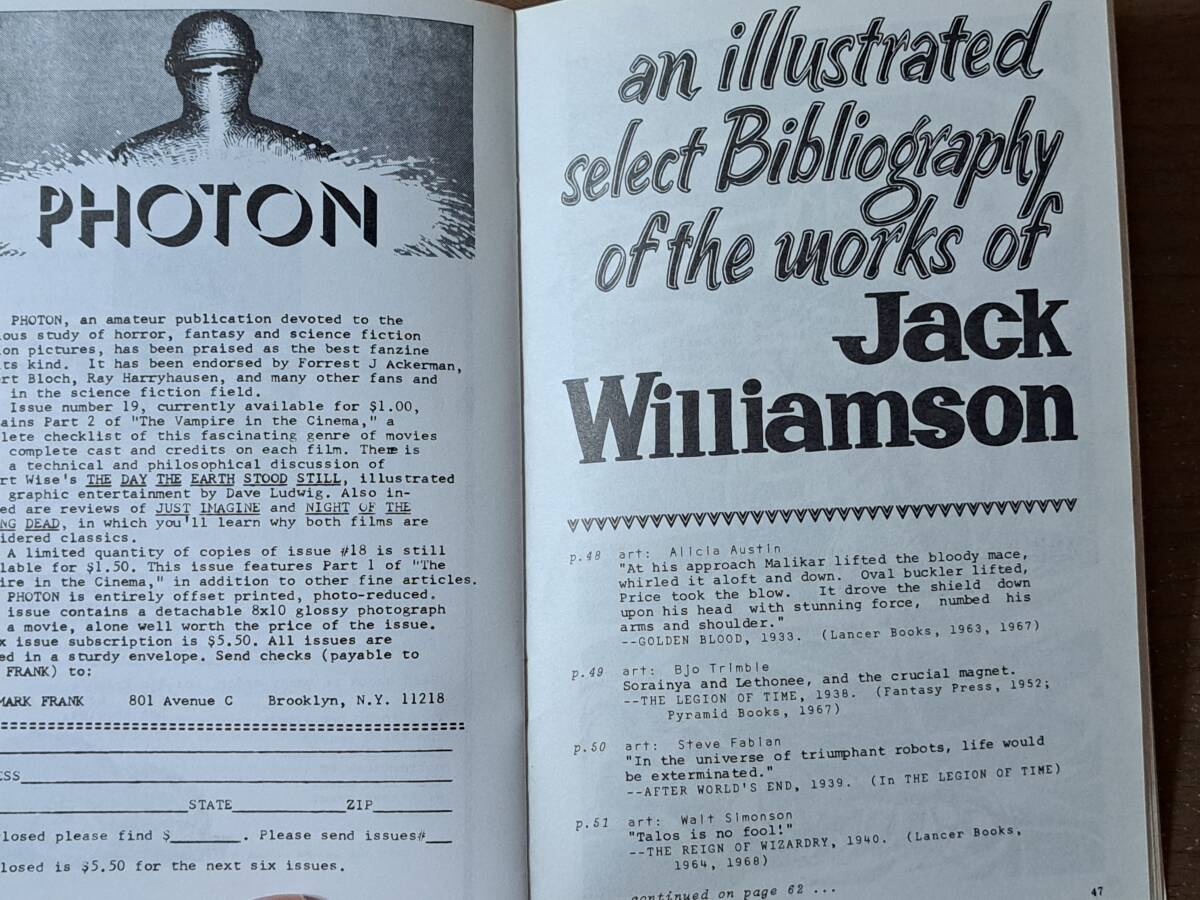 PHOTON
PHOTON, an amateur publication devoted to the
ous study of horror, fantasy and science fiction
on pictures, has been praised as the best fanzine
ts kind. It has been endorsed by Forrest J Ackerman,
rt Bloch, Ray Harryhausen, and many other fans and
in the science fiction field.
Issue number 19, currently available for $1.00,
ains Part 2 of "The Vampire in the Cinema," a
lete checklist of this fascinating genre of movies
complete cast and credits on each film. There is
a technical and philosophical discussion of
rt Wise's THE DAY THE EARTH STOOD STILL, illustrated
graphic entertainment by Dave Ludwig. Also in-
ed are reviews of JUST IMAGINE and NIGHT OF THE
NG DEAD, in which you'll learn why both films are
idered classics.
A limited quantity of copies of issue #18 is still
lable for $1.50. This issue features Part 1 of "The
ire in the Cinema," in addition to other fine articles.
PHOTON is entirely offset printed, photo-reduced.
issue contains a detachable 8x10 glossy photograph
a movie, alone well worth the price of the issue.
x issue subscription is $5.50. All issues are
ed in a sturdy envelope. Send checks (payable to
FRANK) to:
MARK FRANK 801 Avenue C Brooklyn, N.Y. 11218
ESS
STATE ZIP
closed please find $ . Please send issues#
losed is $5.50 for the next six issues.
an illustrated
select Bibliography
of the works of
Jack
Williamson
p.48 art: Alicia Austin
"At his approach Malikar lifted the bloody mace,
whirled it aloft and down. Oval buckler lifted,
Price took the blow. It drove the shield down
upon his head with stunning force, numbed his
arms and shoulder."
--GOLDEN BLOOD, 1933. (Lancer Books, 1963, 1967)
p.49 art: Bjo Trimble
Sorainya and Lethonee, and the crucial magnet.
--THE LEGION OF TIME, 1938. (Fantasy Press, 1952;
Pyramid Books, 1967)
p.50 art: Steve Fabian
"In the universe of triumphant robots, life would
be exterminated."
--AFTER WORLD'S END, 1939. (In THE LEGION OF TIME)
p.51 art: Walt Simonson
"Talos is no fool!"
--THE REIGN OF WIZARDRY, 1940. (Lancer Books,
1964, 1968)
continued on page 62 ...
47